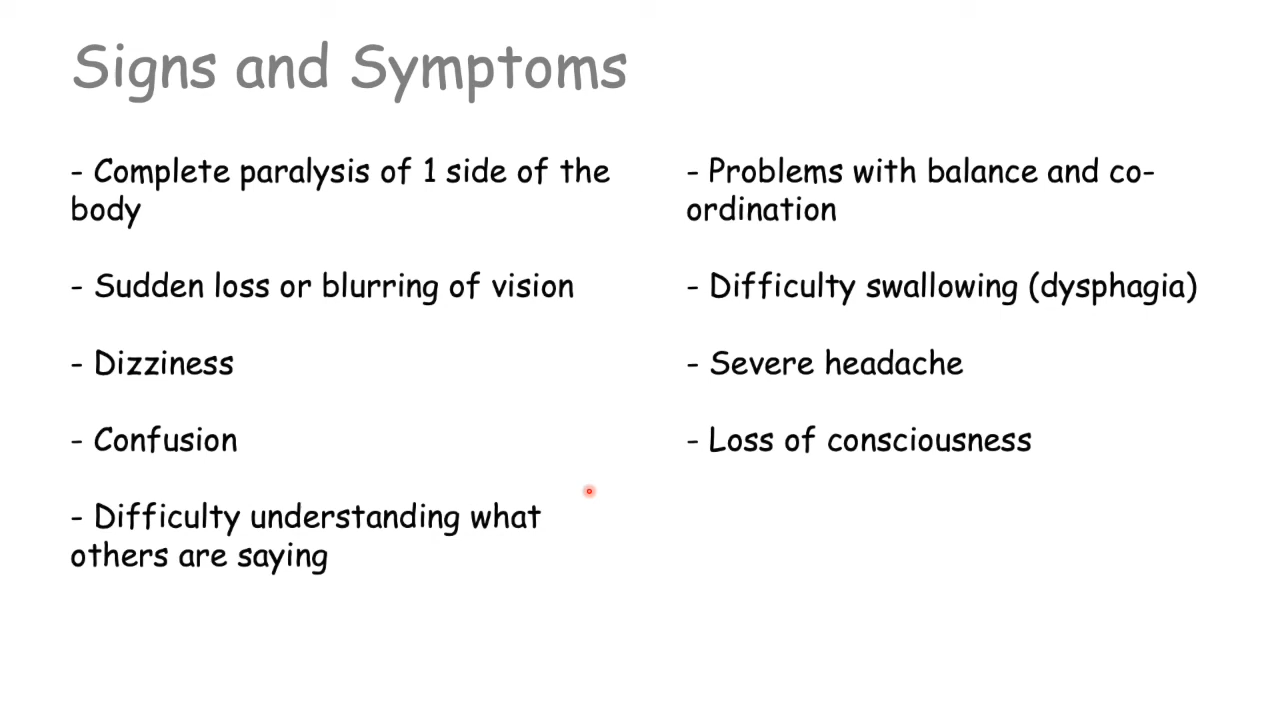 Signs and Symptoms
- Complete paralysis of 1 side of the
body
- Sudden loss or blurring of vision
- Dizziness
- Confusion
- Difficulty understanding what
others are saying
- Problems with balance and co-
ordination
- Difficulty swallowing (dysphagia)
- Severe headache
- Loss of consciousness